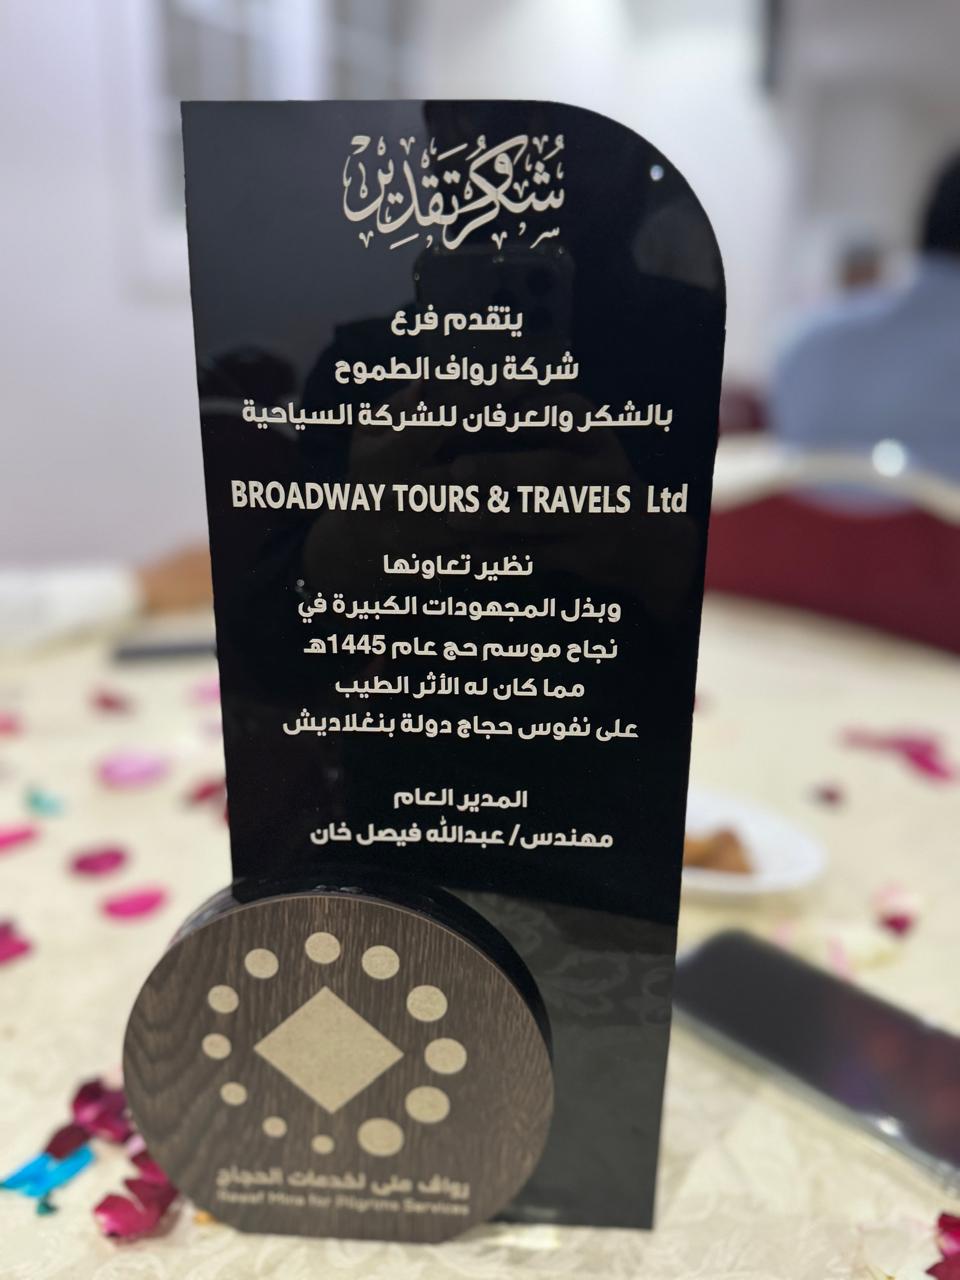 شكر وتقدير
يتقدم فرع
شركة رواف الطموح
بالشكر والعرفان للشركة السياحية
BROADWAY TOURS & TRAVELS Ltd
نظير تعاونها
وبذل المجهودات الكبيرة في
نجاح موسم حج عام 1445هـ
مما كان له الأثر الطيب
على نفوس حجاج دولة بنغلاديش
المدير العام
مهندس/ عبدالله فيصل خان
رواف منى لخدمات الحجاج
Rawaf Mina for Pilgrims Services